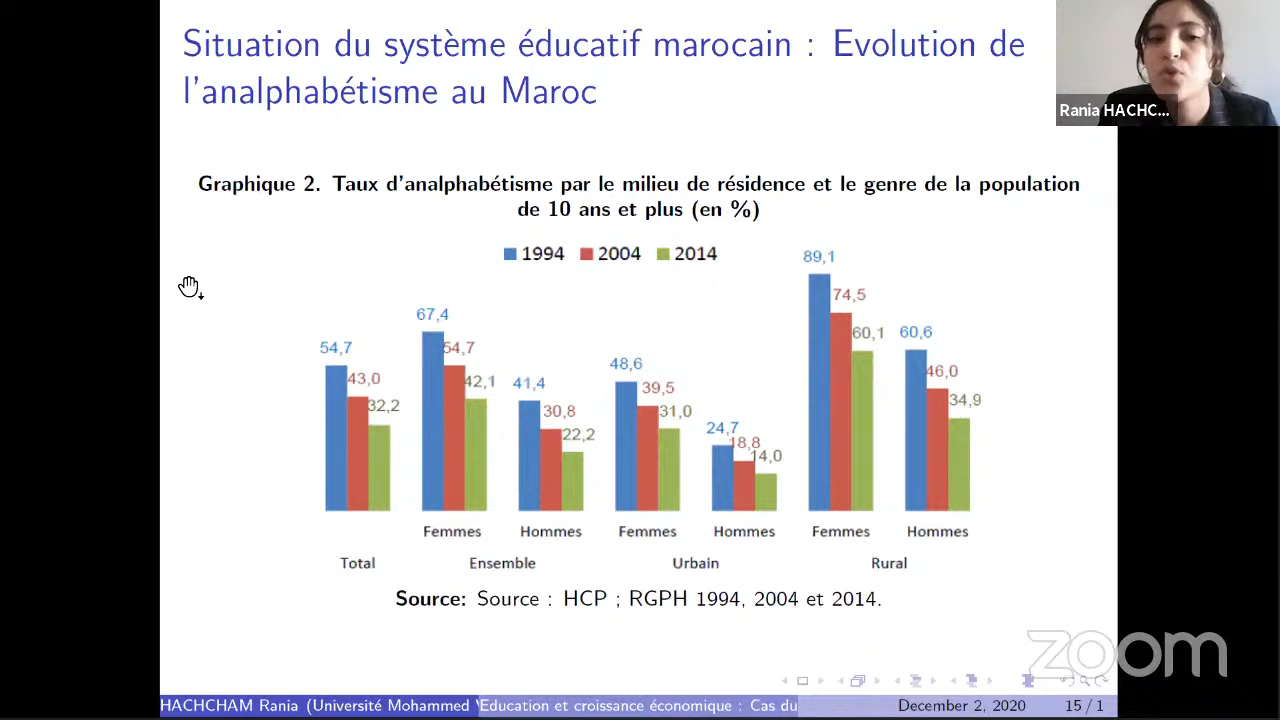 Situation du système éducatif marocain : Evolution de
l'analphabétisme au Maroc
Rania HACHC...
Graphique 2. Taux d'analphabétisme par le milieu de résidence et le genre de la population
de 10 ans et plus (en %)
1994 2004 2014
54,7 43,0 32,2
67,4 54,7 42,1
41,4 30,8 22,2
48,6 39,5 31,0
24,7 18,8 14,0
89,1 74,5 60,1
60,6 46,0 34,9
Femmes Hommes Femmes Hommes Femmes Hommes
Total Ensemble Urbain Rural
Source: Source : HCP ; RGPH 1994, 2004 et 2014.
zoom
HACHCHAM Rania (Université Mohammed Education et croissance économique : Cas du December 2, 2020 15 / 1